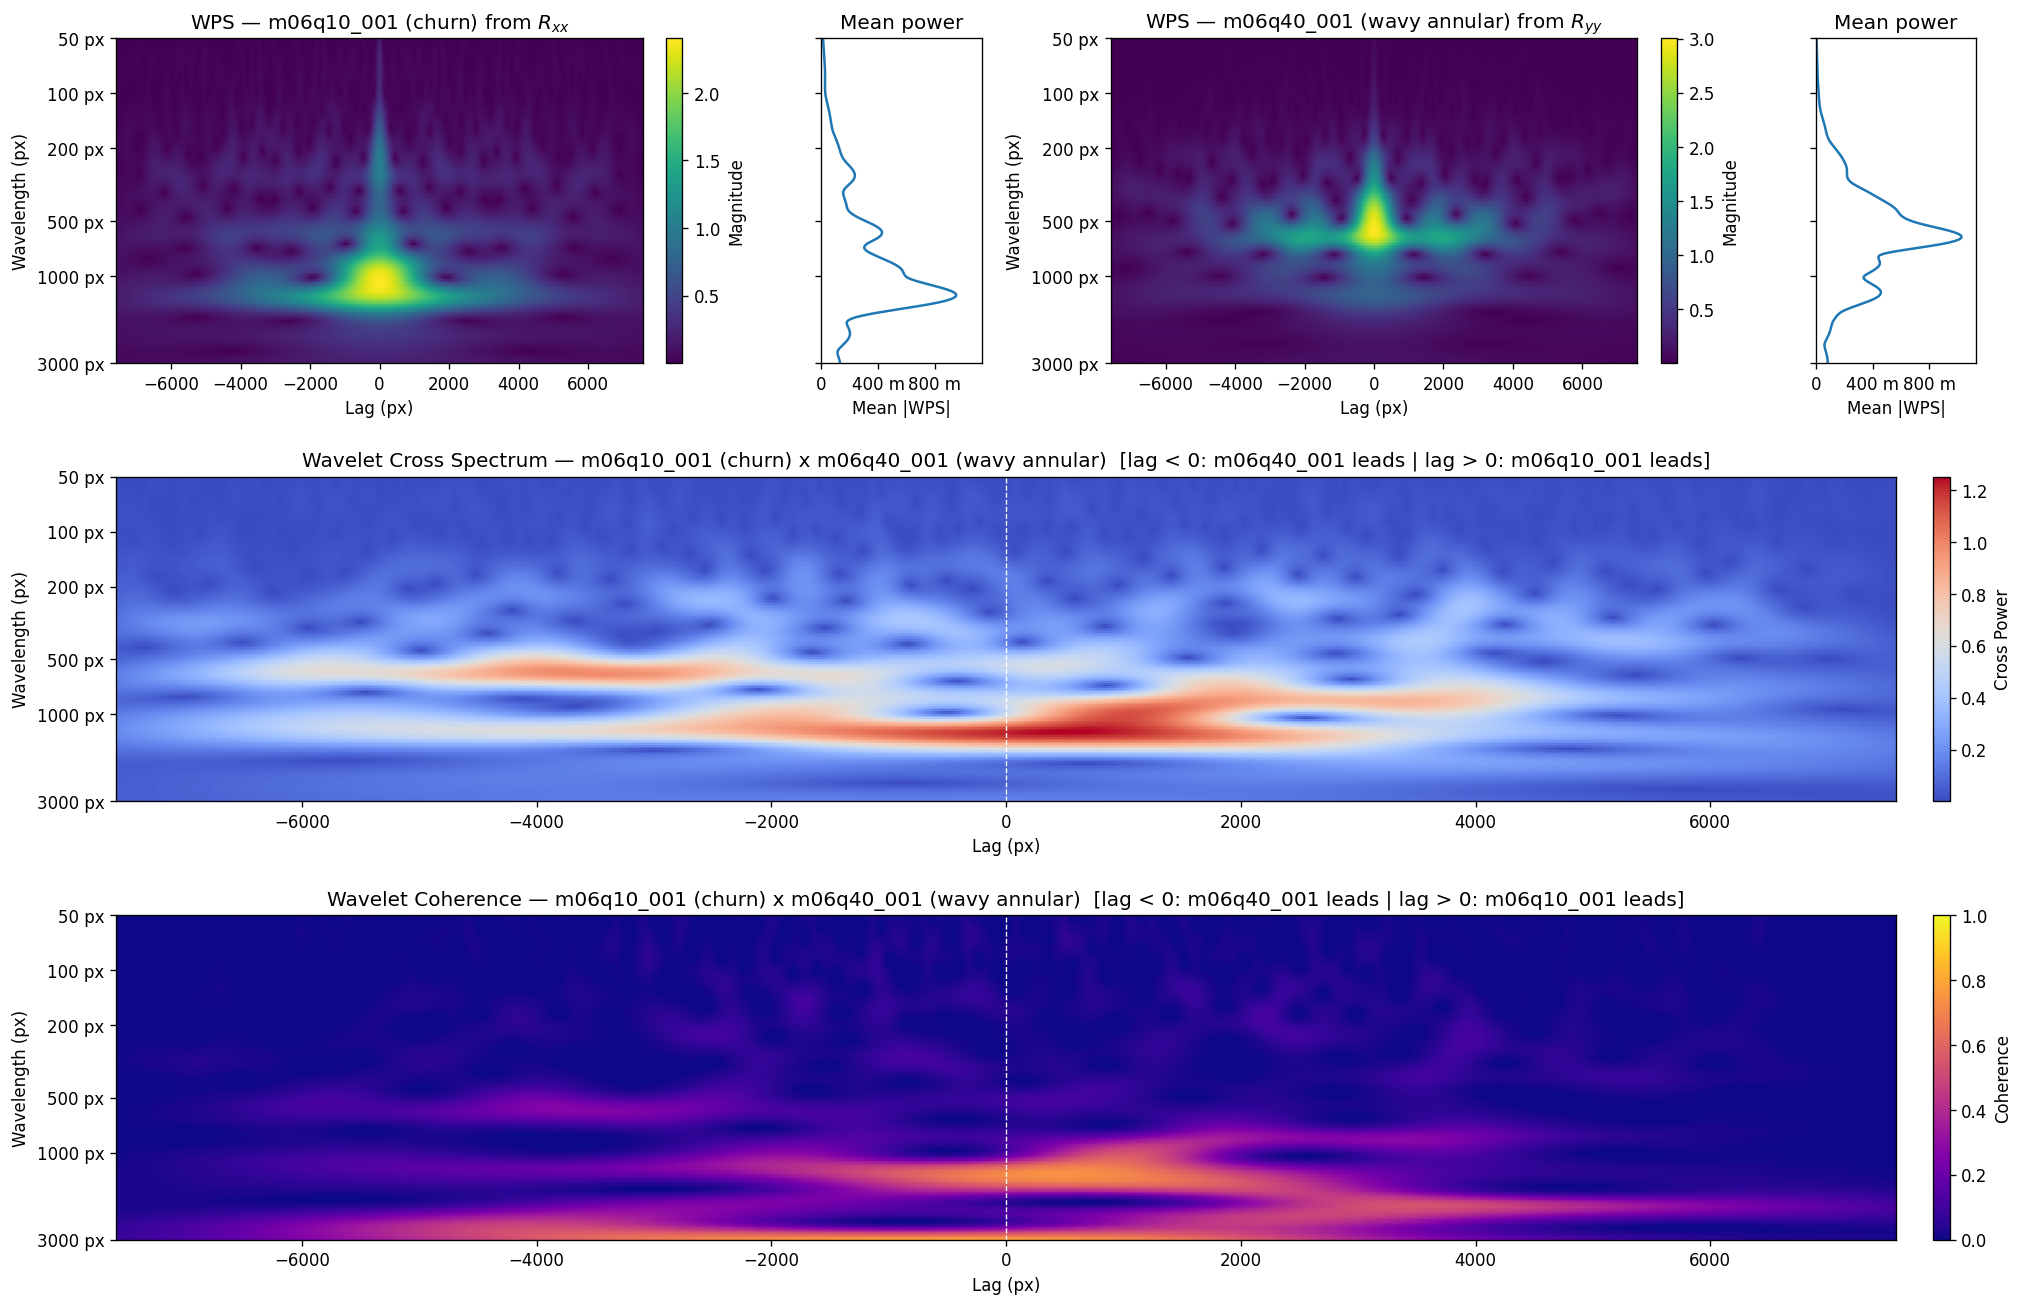 WPS — m06q10_001 (churn) from Rxx
50 px
100 px
200 px
500 px
1000 px
3000 px
Wavelength (px)
−6000 −4000 −2000 0 2000 4000 6000
Lag (px)
2.0
1.5
1.0
0.5
Magnitude
Mean power
0 400 m 800 m
Mean |WPS|
WPS — m06q40_001 (wavy annular) from Ryy
50 px
100 px
200 px
500 px
1000 px
3000 px
Wavelength (px)
−6000 −4000 −2000 0 2000 4000 6000
Lag (px)
3.0
2.5
2.0
1.5
1.0
0.5
Magnitude
Mean power
0 400 m 800 m
Mean |WPS|
Wavelet Cross Spectrum — m06q10_001 (churn) x m06q40_001 (wavy annular) [lag < 0: m06q40_001 leads | lag > 0: m06q10_001 leads]
50 px
100 px
200 px
500 px
1000 px
3000 px
Wavelength (px)
−6000 −4000 −2000 0 2000 4000 6000
Lag (px)
1.2
1.0
0.8
0.6
0.4
0.2
Cross Power
Wavelet Coherence — m06q10_001 (churn) x m06q40_001 (wavy annular) [lag < 0: m06q40_001 leads | lag > 0: m06q10_001 leads]
50 px
100 px
200 px
500 px
1000 px
3000 px
Wavelength (px)
−6000 −4000 −2000 0 2000 4000 6000
Lag (px)
1.0
0.8
0.6
0.4
0.2
0.0
Coherence